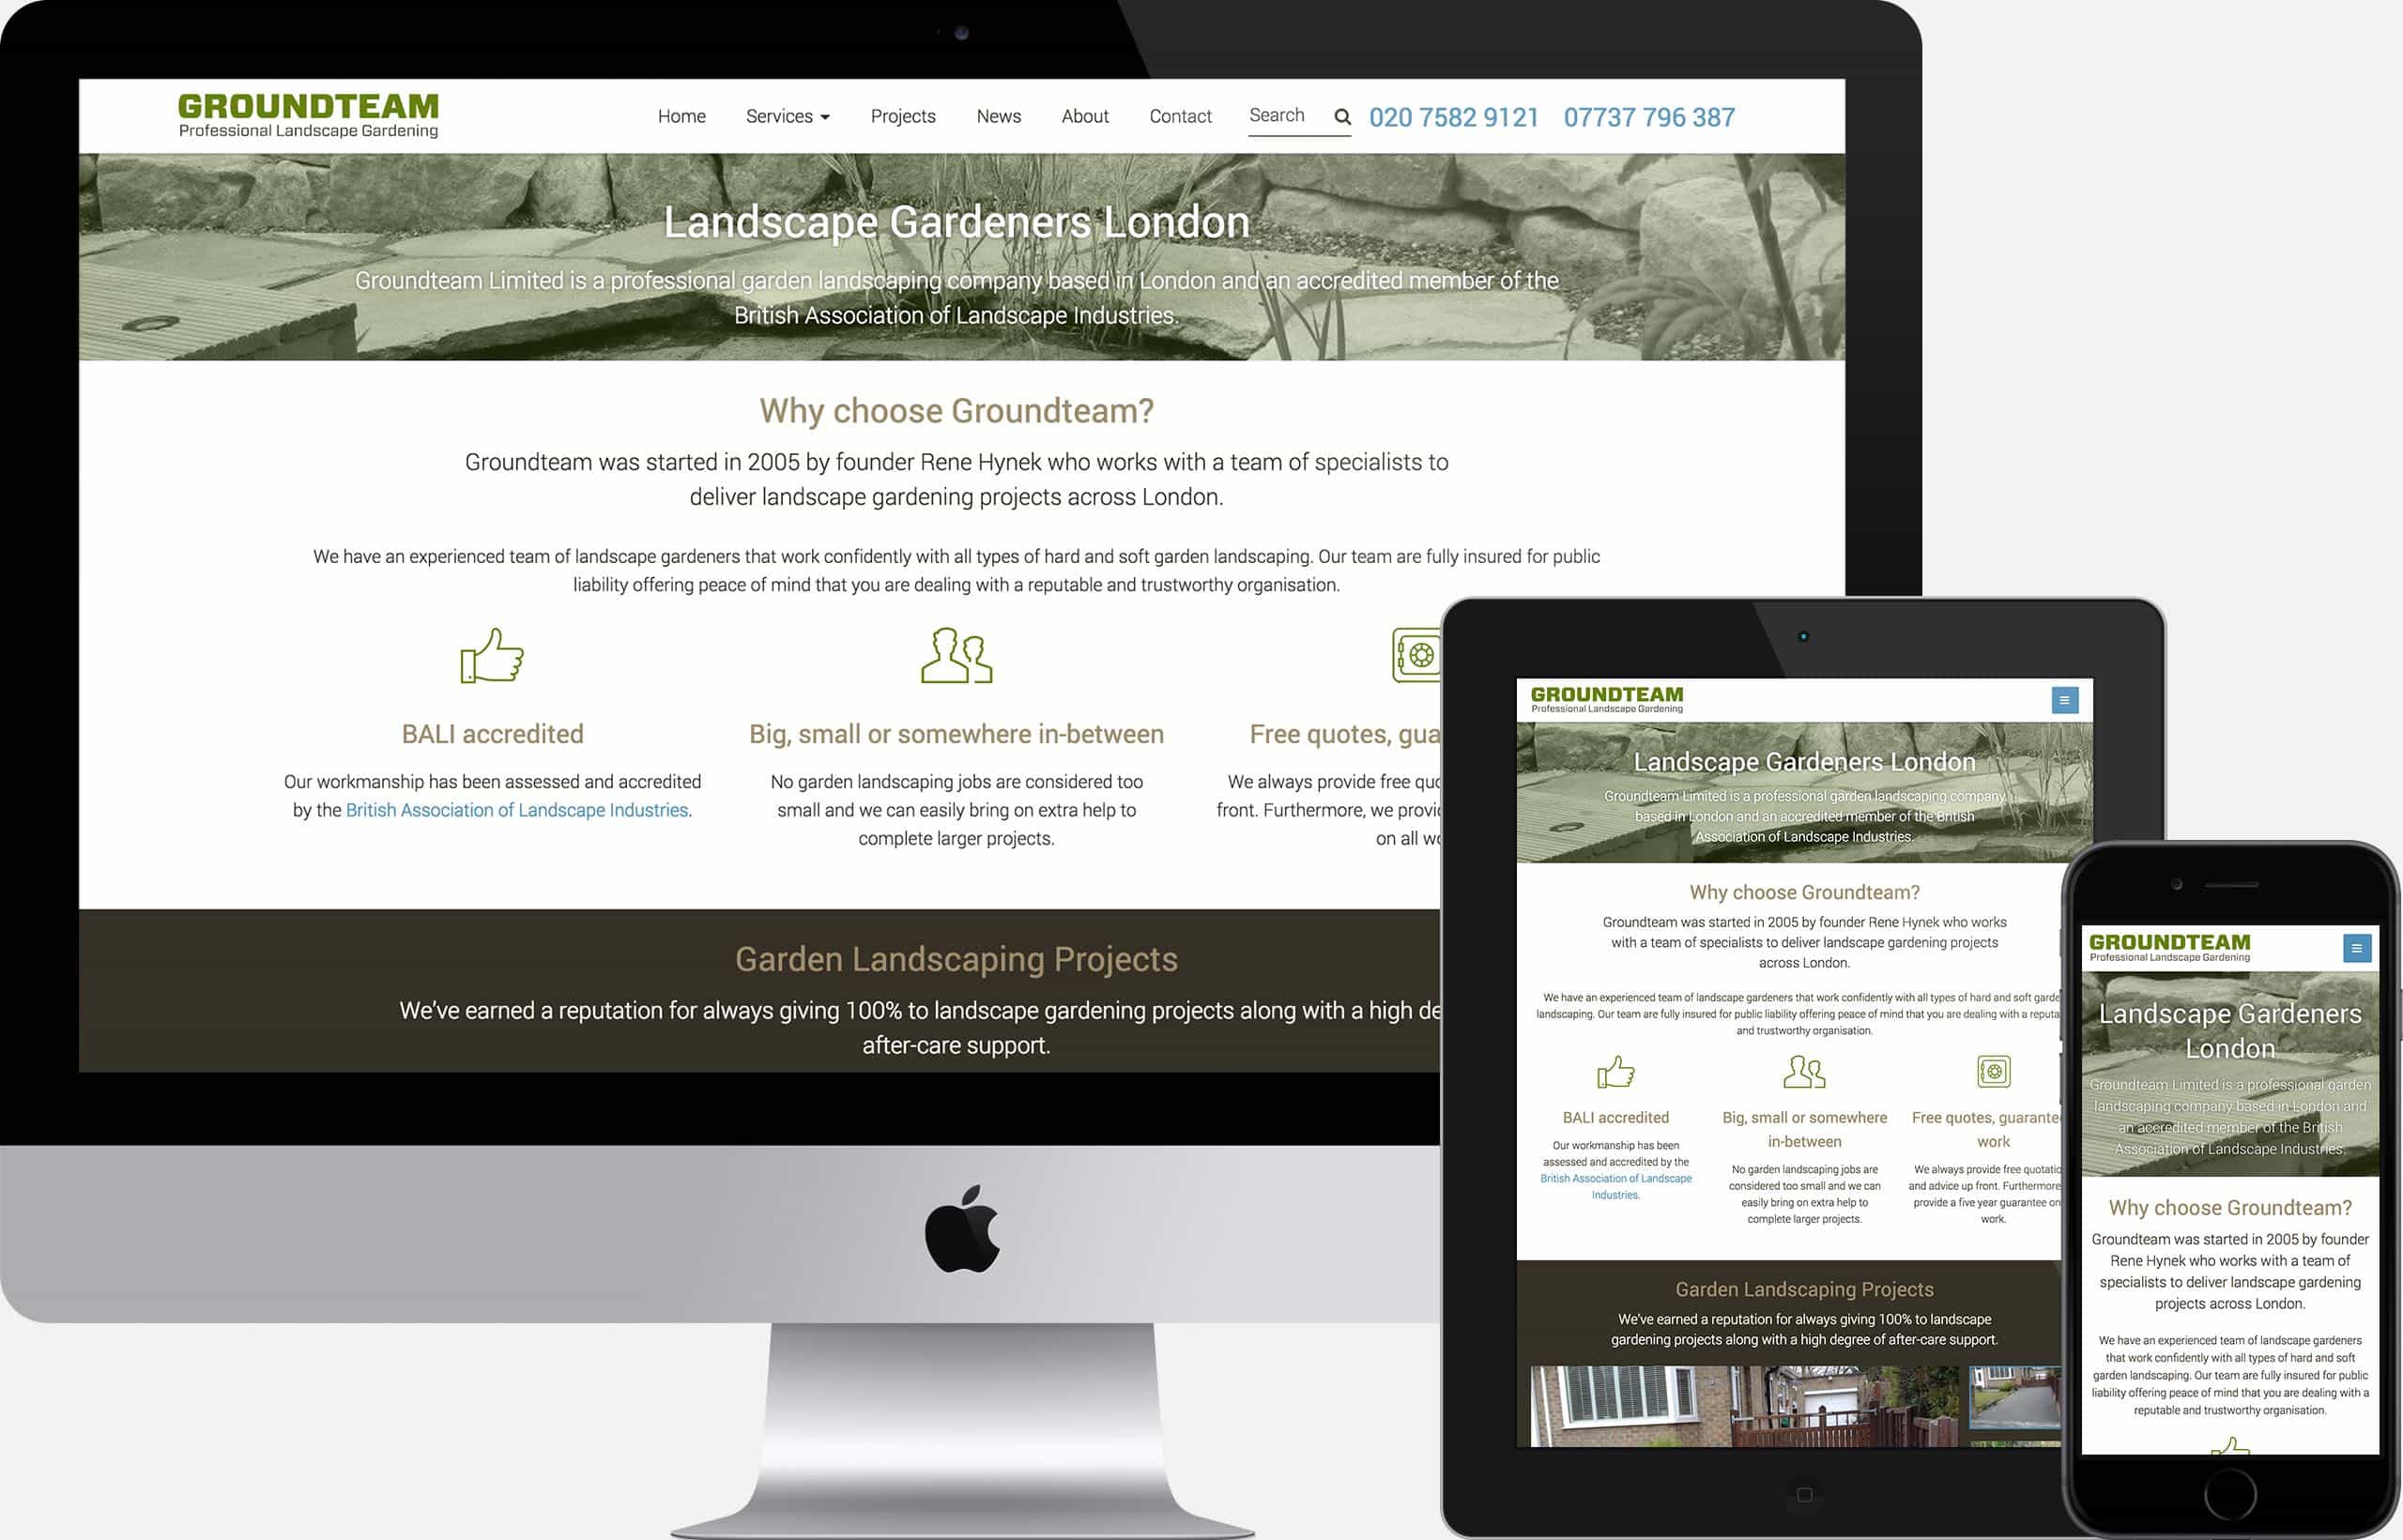 GROUNDTEAM
Professional Landscape Gardening
Home Services Projects News About Contact Search 020 7582 9121 07737 796 387
Landscape Gardeners London
Groundteam Limited is a professional garden landscaping company based in London and an accredited member of the
British Association of Landscape Industries.
Why choose Groundteam?
Groundteam was started in 2005 by founder Rene Hynek who works with a team of specialists to
deliver landscape gardening projects across London.
We have an experienced team of landscape gardeners that work confidently with all types of hard and soft garden landscaping. Our team are fully insured for public
liability offering peace of mind that you are dealing with a reputable and trustworthy organisation.
BALI accredited
Our workmanship has been assessed and accredited
by the British Association of Landscape Industries.
Big, small or somewhere in-between
No garden landscaping jobs are considered too
small and we can easily bring on extra help to
complete larger projects.
Free quotes, gua
We always provide free quo
front. Furthermore, we provi
on all wo
Garden Landscaping Projects
We've earned a reputation for always giving 100% to landscape gardening projects along with a high de
after-care support.
GROUNDTEAM
Professional Landscape Gardening
Landscape Gardeners London
Groundteam Limited is a professional garden landscaping company
based in London and an accredited member of the British
Association of Landscape Industries.
Why choose Groundteam?
Groundteam was started in 2005 by founder Rene Hynek who works
with a team of specialists to deliver landscape gardening projects
across London.
We have an experienced team of landscape gardeners that work confidently with all types of hard and soft garde
landscaping. Our team are fully insured for public liability offering peace of mind that you are dealing with a reputa
and trustworthy organisation.
BALI accredited
Our workmanship has been
assessed and accredited by the
British Association of Landscape
Industries.
Big, small or somewhere
in-between
No garden landscaping jobs are
considered too small and we can
easily bring on extra help to
complete larger projects.
Free quotes, guarante
work
We always provide free quotatio
and advice up front. Furthermore
provide a five year guarantee on
work.
Garden Landscaping Projects
We've earned a reputation for always giving 100% to landscape
gardening projects along with a high degree of after-care support.
GROUNDTEAM
Professional Landscape Gardening
Landscape Gardeners
London
Groundteam Limited is a professional garden
landscaping company based in London and
an accredited member of the British
Association of Landscape Industries.
Why choose Groundteam?
Groundteam was started in 2005 by founder
Rene Hynek who works with a team of
specialists to deliver landscape gardening
projects across London.
We have an experienced team of landscape gardeners
that work confidently with all types of hard and soft
garden landscaping. Our team are fully insured for public
liability offering peace of mind that you are dealing with a
reputable and trustworthy organisation.